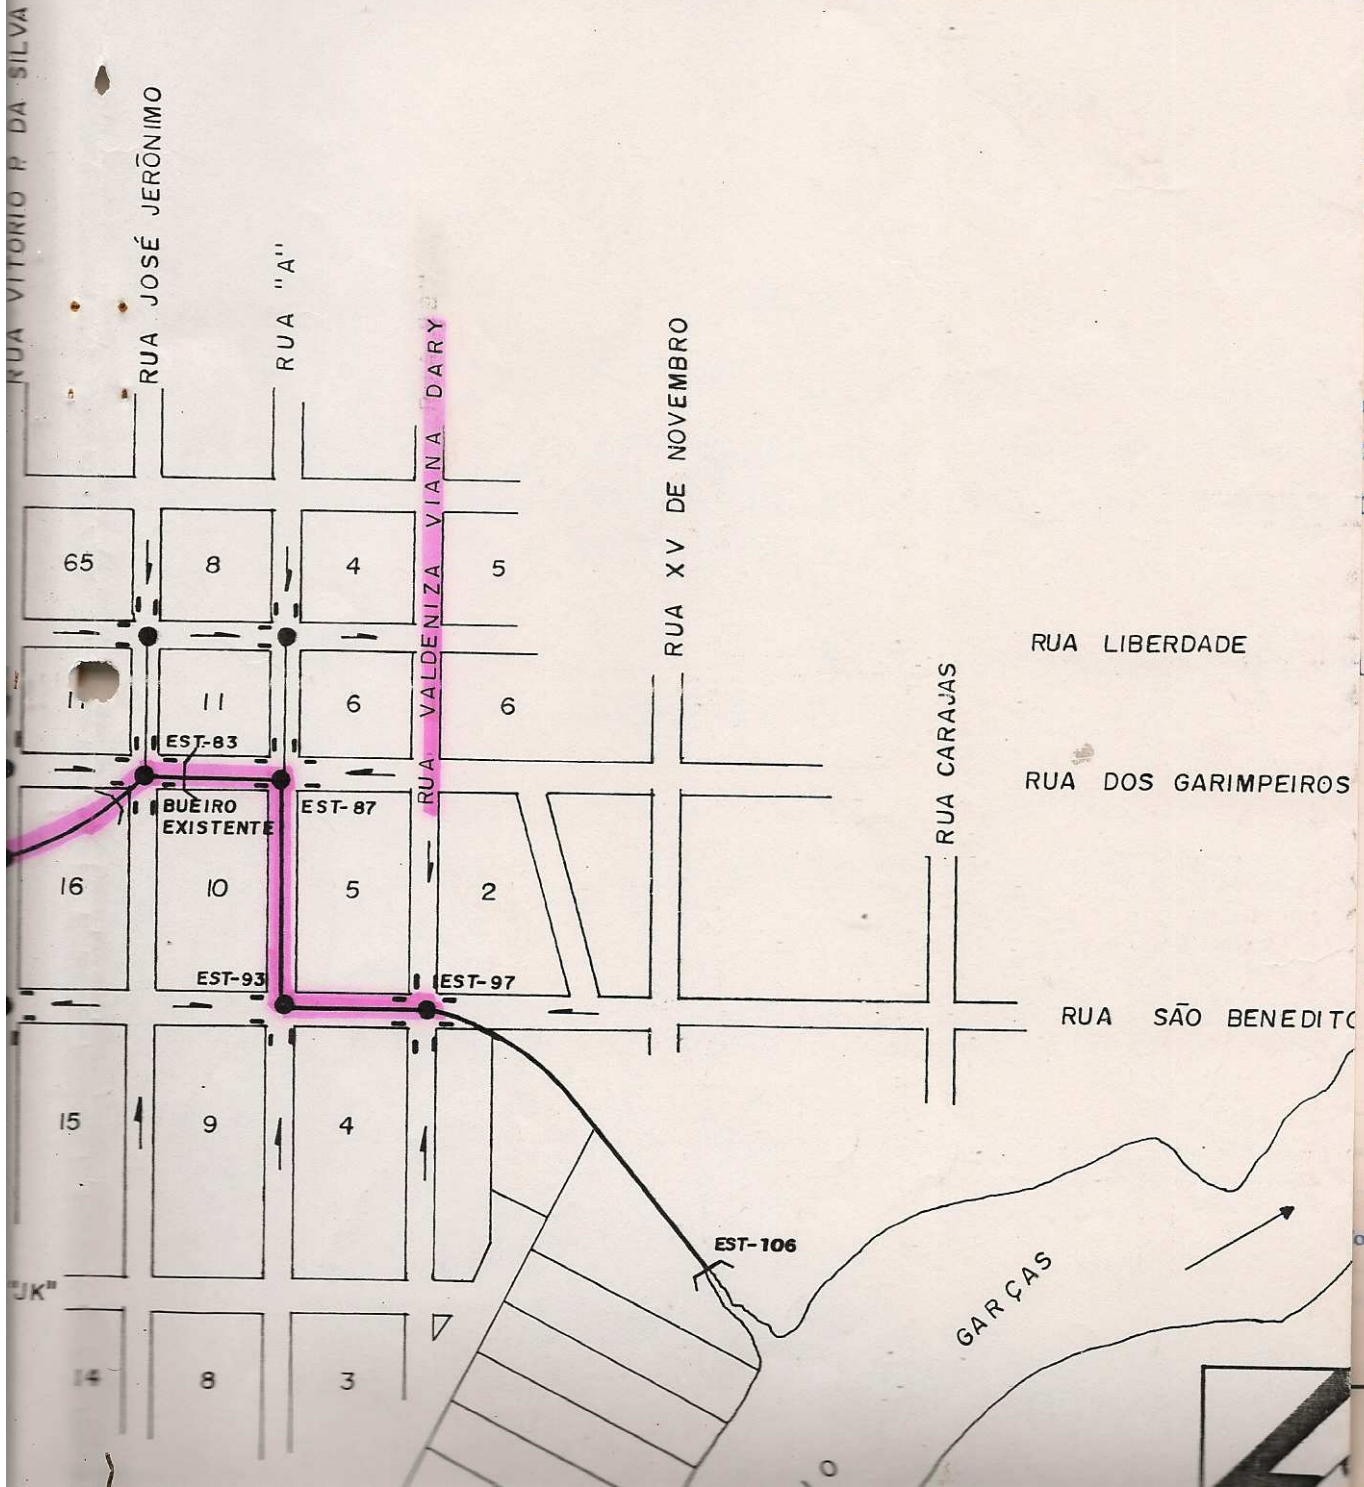 RUA VITORIO P. DA SILVA
RUA JOSÉ JERÔNIMO
RUA "A"
RUA VALDENIZA VIANA DARY
RUA XV DE NOVEMBRO
RUA CARAJAS
RUA LIBERDADE
RUA DOS GARIMPEIROS
RUA SÃO BENEDITO
65
8
4
5
11
6
6
EST-83
BUEIRO
EXISTENTE
EST-87
16
10
5
2
EST-93
EST-97
15
9
4
EST-106
GARÇAS
"JK"
14
8
3